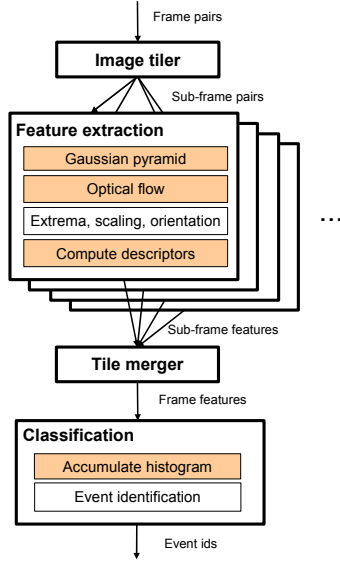 Frame pairs
Image tiler
Sub-frame pairs
Feature extraction
Gaussian pyramid
Optical flow
Extrema, scaling, orientation
Compute descriptors
...
Sub-frame features
Tile merger
Frame features
Classification
Accumulate histogram
Event identification
Event ids